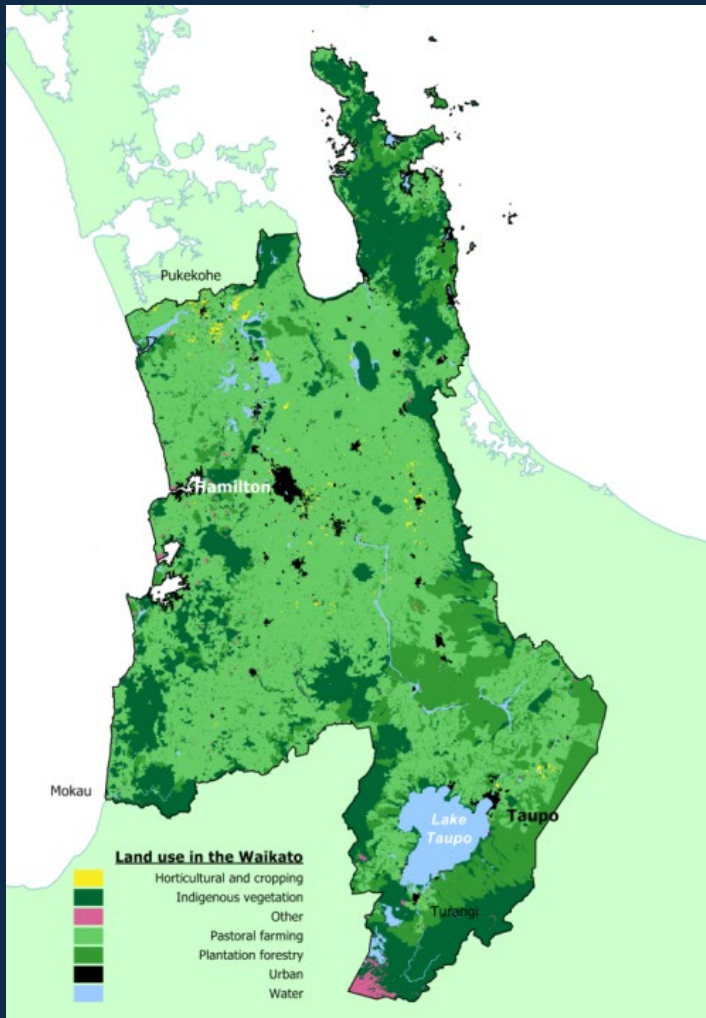 Pukekohe
Hamilton
Mokau
Lake
Taupo
Taupo
Turangi
Land use in the Waikato
Horticultural and cropping
Indigenous vegetation
Other
Pastoral farming
Plantation forestry
Urban
Water